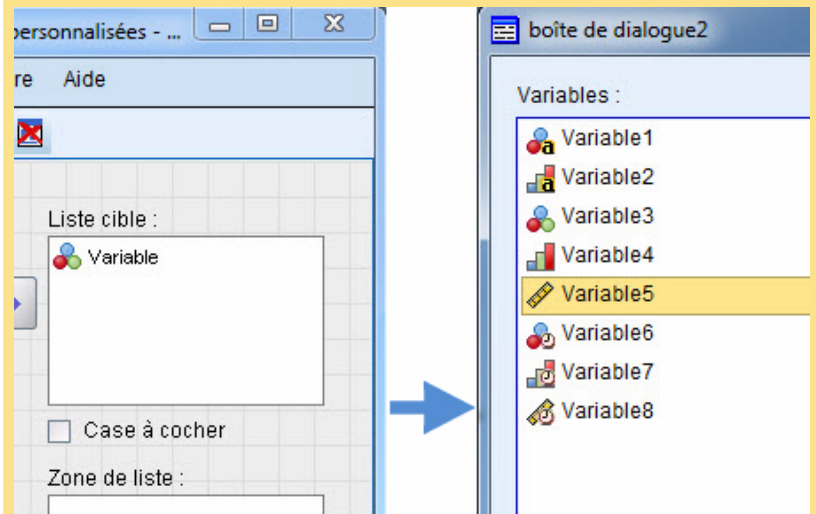 personnalisées - ...
re Aide
Liste cible :
Variable
Case à cocher
Zone de liste :
boîte de dialogue2
Variables :
Variable1
Variable2
Variable3
Variable4
Variable5
Variable6
Variable7
Variable8